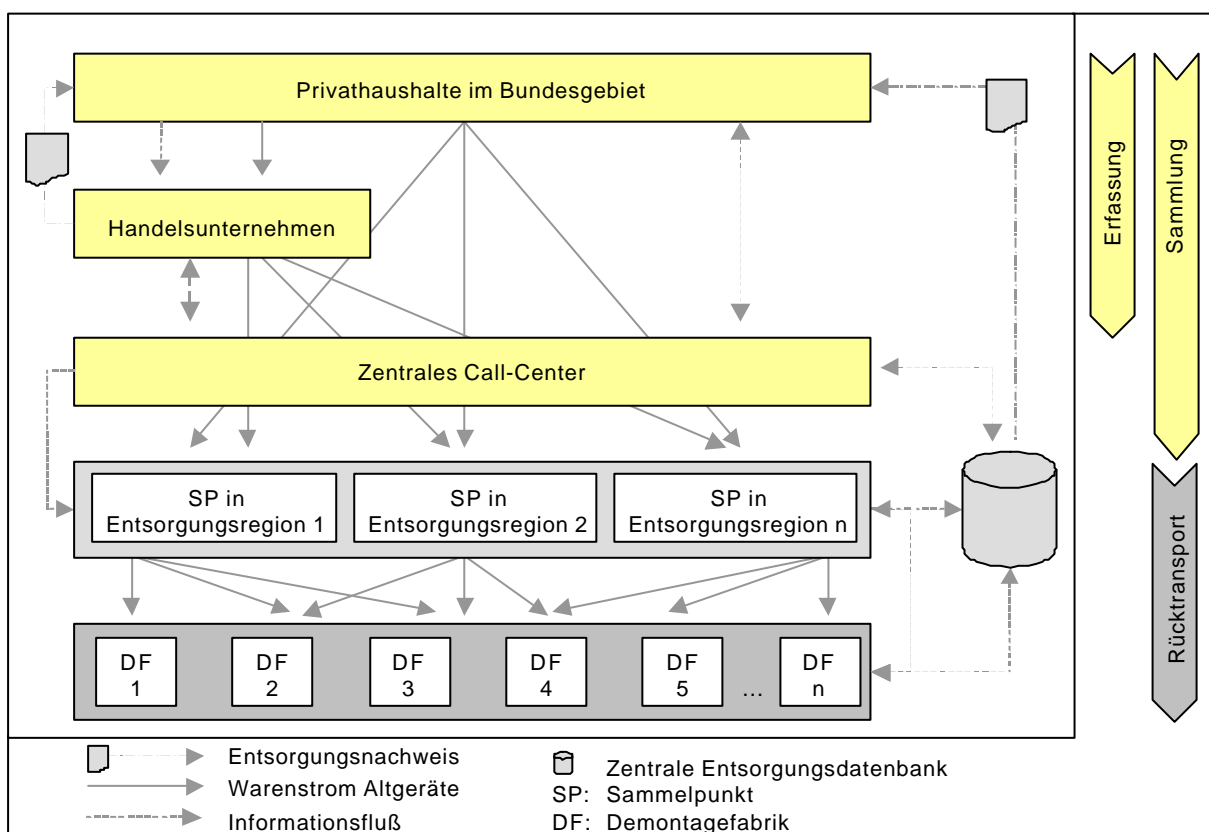 Privathaushalte im Bundesgebiet
Handelsunternehmen
Zentrales Call-Center
SP in
Entsorgungsregion 1
SP in
Entsorgungsregion 2
SP in
Entsorgungsregion n
DF
1
DF
2
DF
3
DF
4
DF
5
...
DF
n
Erfassung
Sammlung
Rücktransport
Entsorgungsnachweis
Warenstrom Altgeräte
Informationsfluß
Zentrale Entsorgungsdatenbank
SP: Sammelpunkt
DF: Demontagefabrik